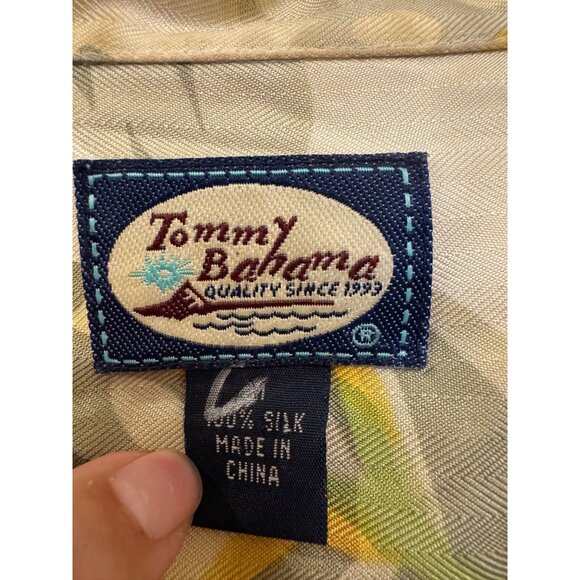 Tommy
Bahama
QUALITY SINCE 1993
®
100% SILK
MADE IN
CHINA